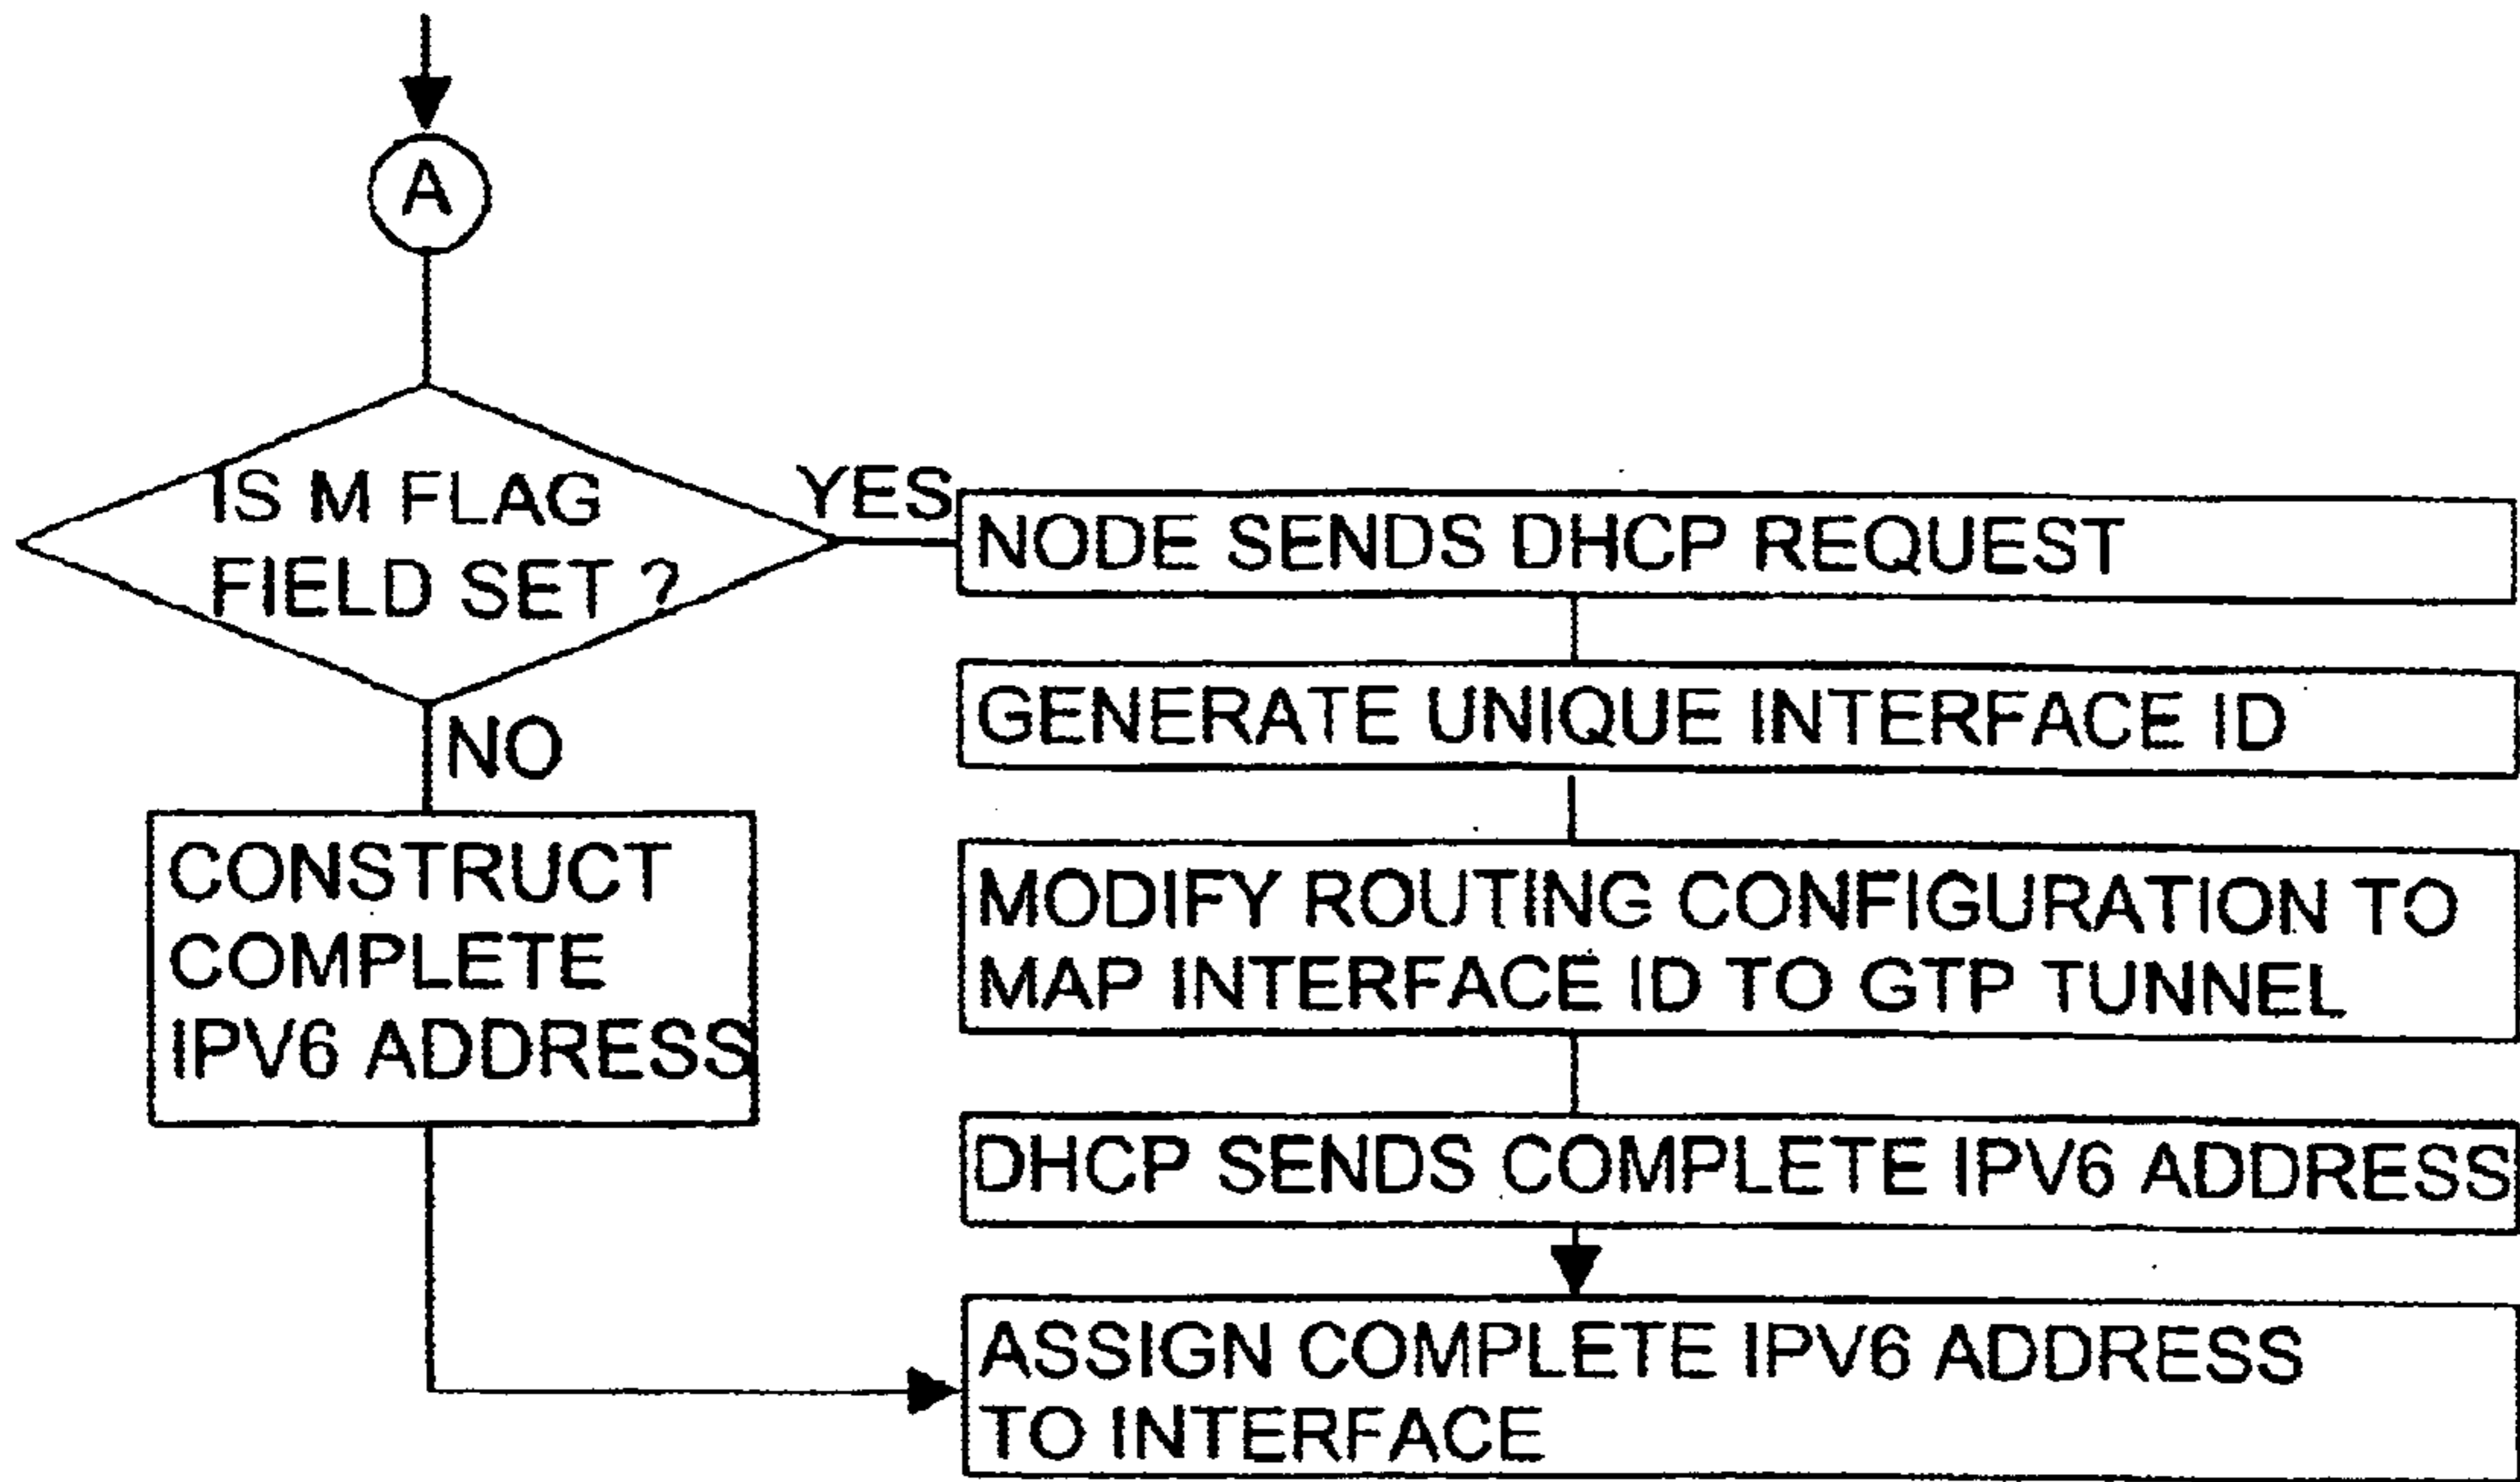 A
IS M FLAG
FIELD SET ?
YES
NO
NODE SENDS DHCP REQUEST
GENERATE UNIQUE INTERFACE ID
MODIFY ROUTING CONFIGURATION TO
MAP INTERFACE ID TO GTP TUNNEL
DHCP SENDS COMPLETE IPV6 ADDRESS
CONSTRUCT
COMPLETE
IPV6 ADDRESS
ASSIGN COMPLETE IPV6 ADDRESS
TO INTERFACE